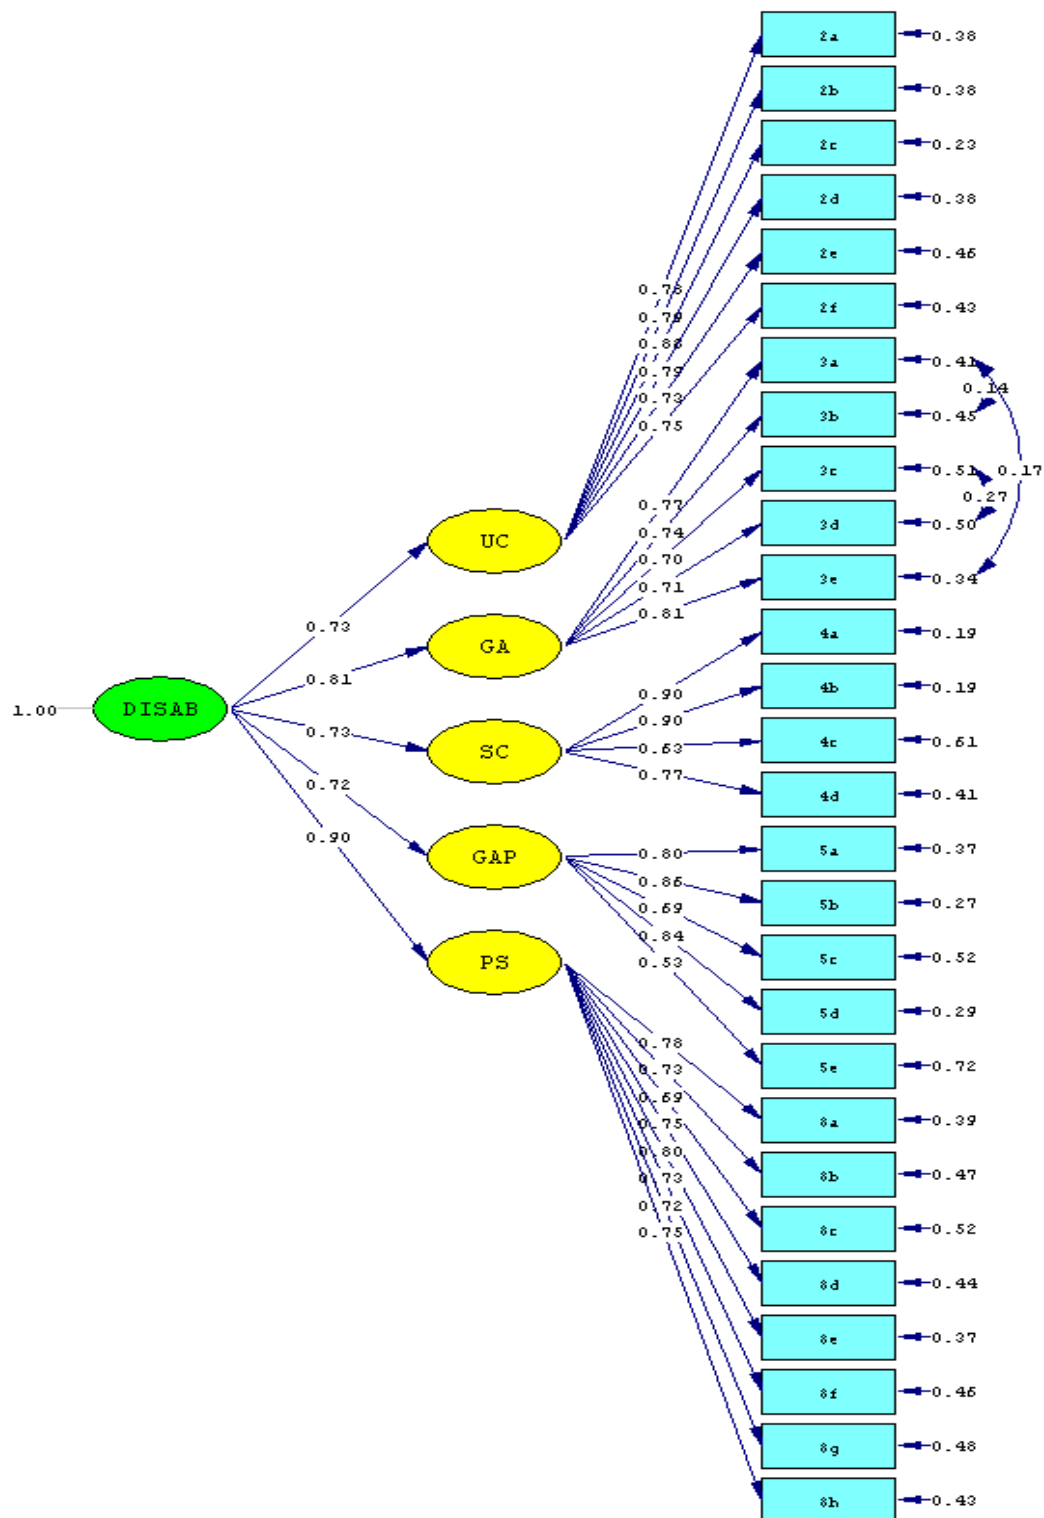 2a 0.38
2b 0.38
2c 0.23
2d 0.38
2e 0.46
2f 0.43
3a 0.41
3b 0.45
3c 0.51
3d 0.50
3e 0.34
4a 0.19
4b 0.19
4c 0.61
4d 0.41
5a 0.37
5b 0.27
5c 0.52
5d 0.29
5e 0.72
8a 0.39
8b 0.47
8c 0.52
8d 0.44
8e 0.37
8f 0.46
8g 0.48
8h 0.43
0.14
0.17
0.27
0.78
0.79
0.88
0.79
0.73
0.75
0.77
0.74
0.70
0.71
0.81
0.90
0.90
0.63
0.77
0.80
0.86
0.69
0.84
0.53
0.78
0.73
0.69
0.75
0.80
0.73
0.72
0.75
UC
GA
SC
GAP
PS
0.73
0.81
0.73
0.72
0.90
1.00 DISAB